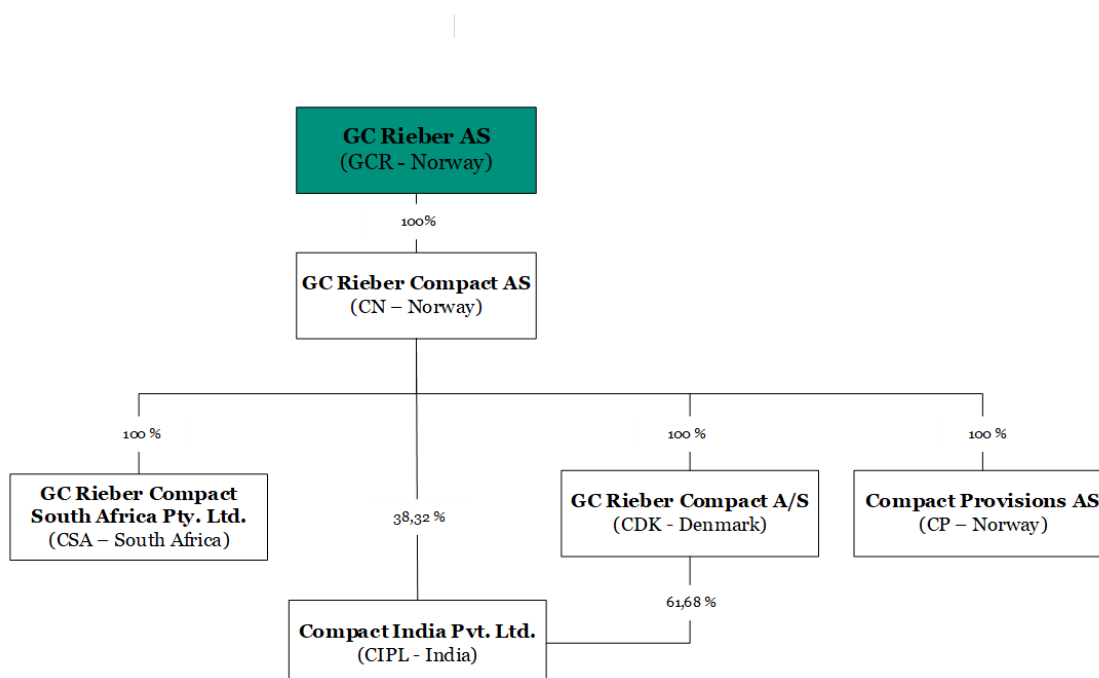 GC Rieber AS
(GCR - Norway)
100%
GC Rieber Compact AS
(CN – Norway)
100 %
100 %
100 %
GC Rieber Compact
South Africa Pty. Ltd.
(CSA – South Africa)
38,32 %
GC Rieber Compact A/S
(CDK - Denmark)
Compact Provisions AS
(CP – Norway)
61,68 %
Compact India Pvt. Ltd.
(CIPL - India)